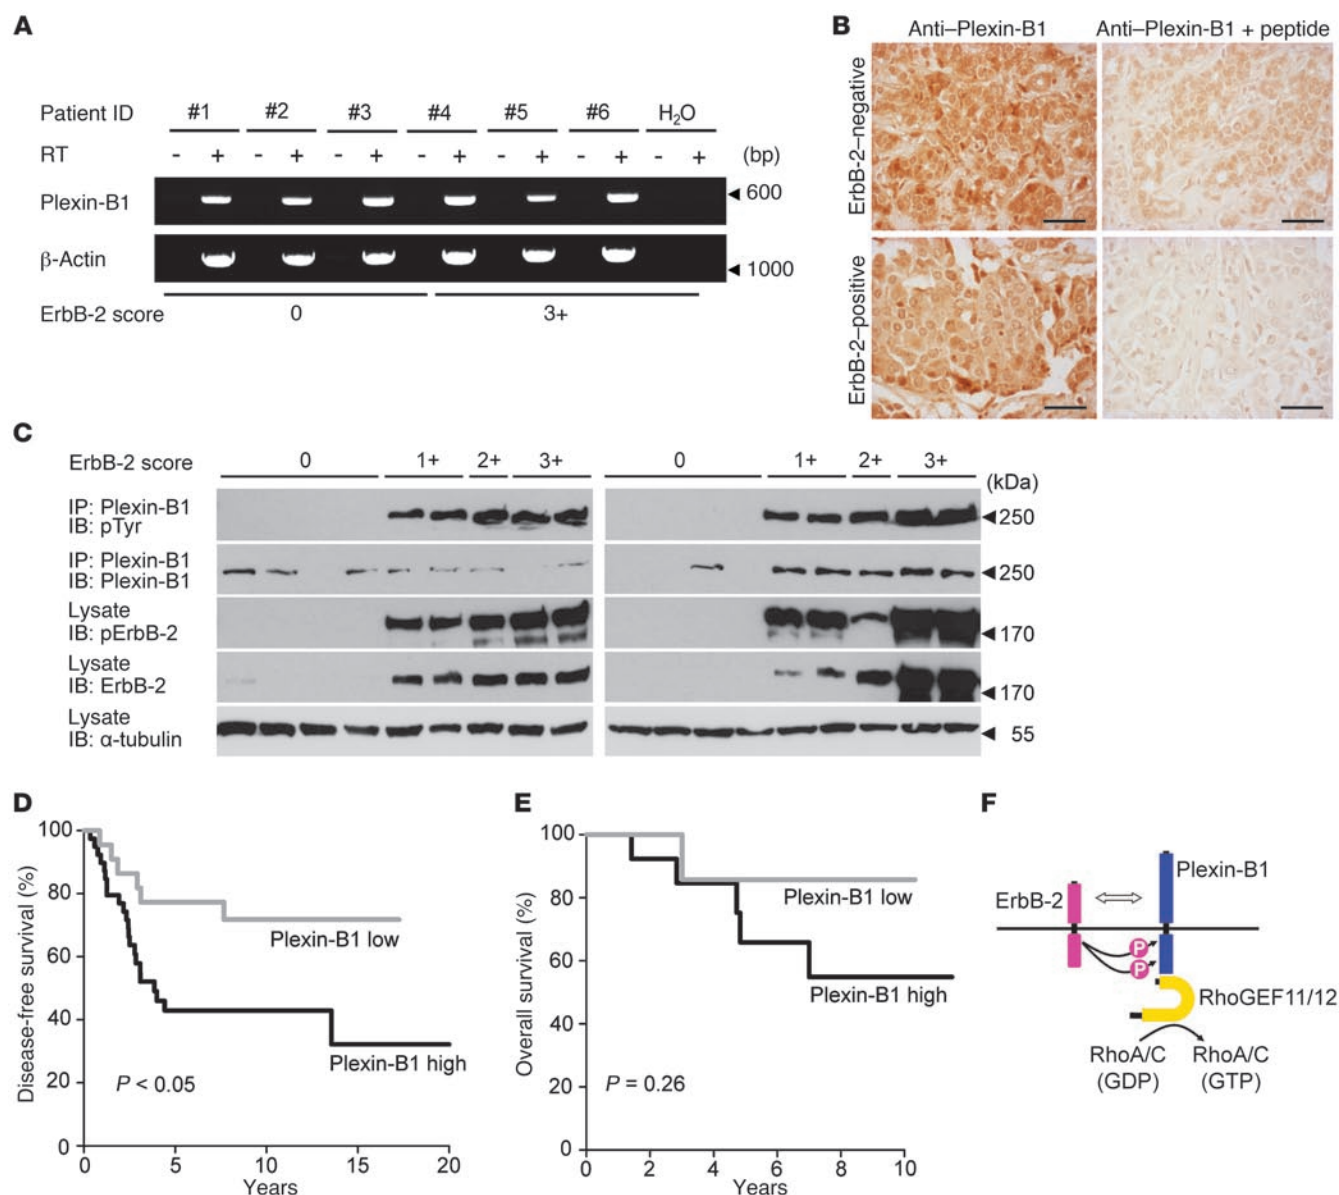 A
Patient ID #1 #2 #3 #4 #5 #6 H₂O
RT - + - + - + - + - + - + - + (bp)
Plexin-B1 600
β-Actin 1000
ErbB-2 score 0 3+
B
Anti–Plexin-B1 Anti–Plexin-B1 + peptide
ErbB-2–negative
ErbB-2–positive
C
ErbB-2 score 0 1+ 2+ 3+ 0 1+ 2+ 3+ (kDa)
IP: Plexin-B1
IB: pTyr 250
IP: Plexin-B1
IB: Plexin-B1 250
Lysate
IB: pErbB-2 170
Lysate
IB: ErbB-2 170
Lysate
IB: α-tubulin 55
D
Disease-free survival (%)
100
80
60
40
20
0
Plexin-B1 low
Plexin-B1 high
P < 0.05
0 5 10 15 20
Years
E
Overall survival (%)
100
80
60
40
20
0
Plexin-B1 low
Plexin-B1 high
P = 0.26
0 2 4 6 8 10
Years
F
Plexin-B1
ErbB-2
P
P
RhoGEF11/12
RhoA/C RhoA/C
(GDP) (GTP)